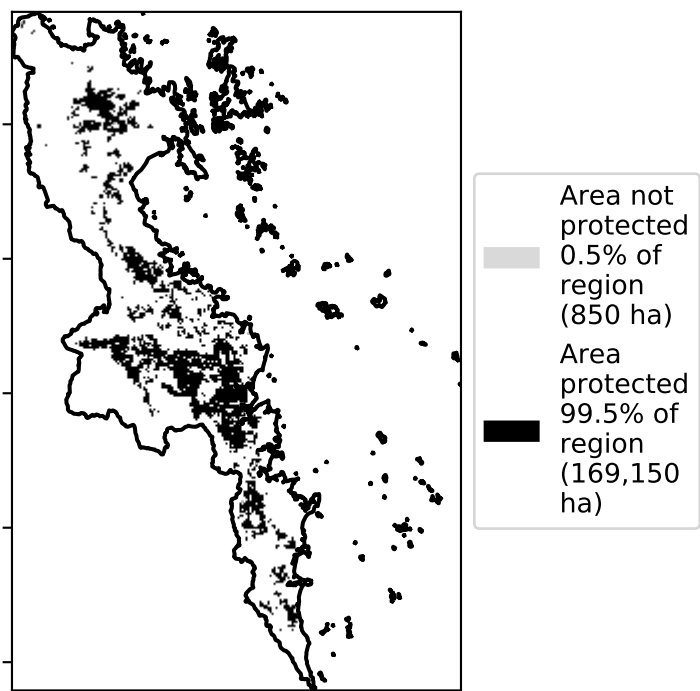 Area not
protected
0.5% of
region
(850 ha)
Area
protected
99.5% of
region
(169,150
ha)